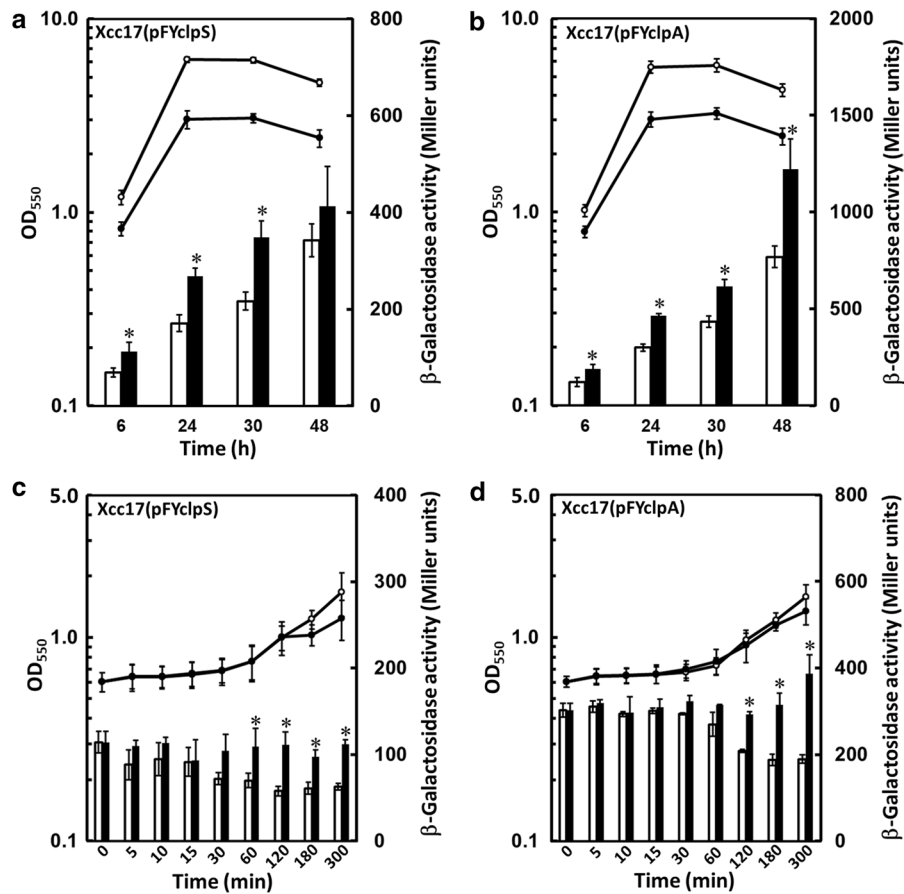 a
Xcc17(pFYclpS)
10.0
1.0
0.1
OD550
800
600
400
200
0
β-Galactosidase activity (Miller units)
*
*
*
6 24 30 48
Time (h)
b
Xcc17(pFYclpA)
10.0
1.0
0.1
OD550
2000
1500
1000
500
0
β-Galactosidase activity (Miller units)
*
*
*
*
6 24 30 48
Time (h)
c
Xcc17(pFYclpS)
5.0
1.0
0.1
OD550
400
300
200
100
0
β-Galactosidase activity (Miller units)
* * * *
0 5 10 15 30 60 120 180 300
Time (min)
d
Xcc17(pFYclpA)
5.0
1.0
0.1
OD550
800
600
400
200
0
β-Galactosidase activity (Miller units)
* * *
0 5 10 15 30 60 120 180 300
Time (min)